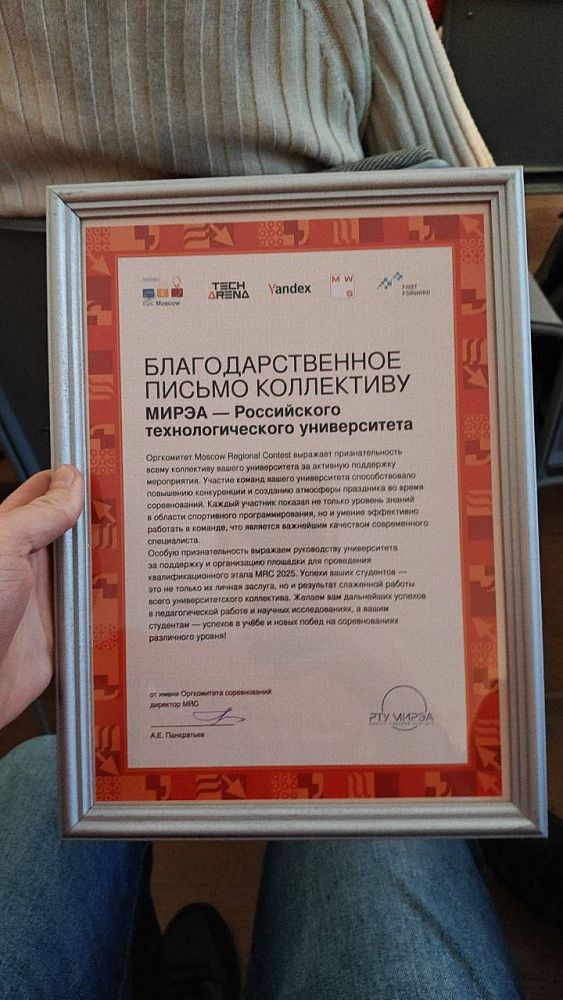 icpc Moscow
TECH
ARENA
Yandex
M W
S
FAST
FORWARD
БЛАГОДАРСТВЕННОЕ
ПИСЬМО КОЛЛЕКТИВУ
МИРЭА — Российского
технологического университета
Оргкомитет Moscow Regional Contest выражает признательность
всему коллективу вашего университета за активную поддержку
мероприятия. Участие команд вашего университета способствовало
повышению конкуренции и созданию атмосферы праздника во время
соревнований. Каждый участник показал не только уровень знаний
в области спортивного программирования, но и умение эффективно
работать в команде, что является важнейшим качеством современного
специалиста.
Особую признательность выражаем руководству университета
за поддержку и организацию площадки для проведения
квалификационного этапа MRC 2025. Успехи ваших студентов —
это не только их личная заслуга, но и результат слаженной работы
всего университетского коллектива. Желаем вам дальнейших успехов
в педагогической работе и научных исследованиях, а вашим
студентам — успехов в учёбе и новых побед на соревнованиях
различного уровня!
от имени Оргкомитета соревнований
директор MRC
А.Е. Панкратьев
РТУ МИРЭА